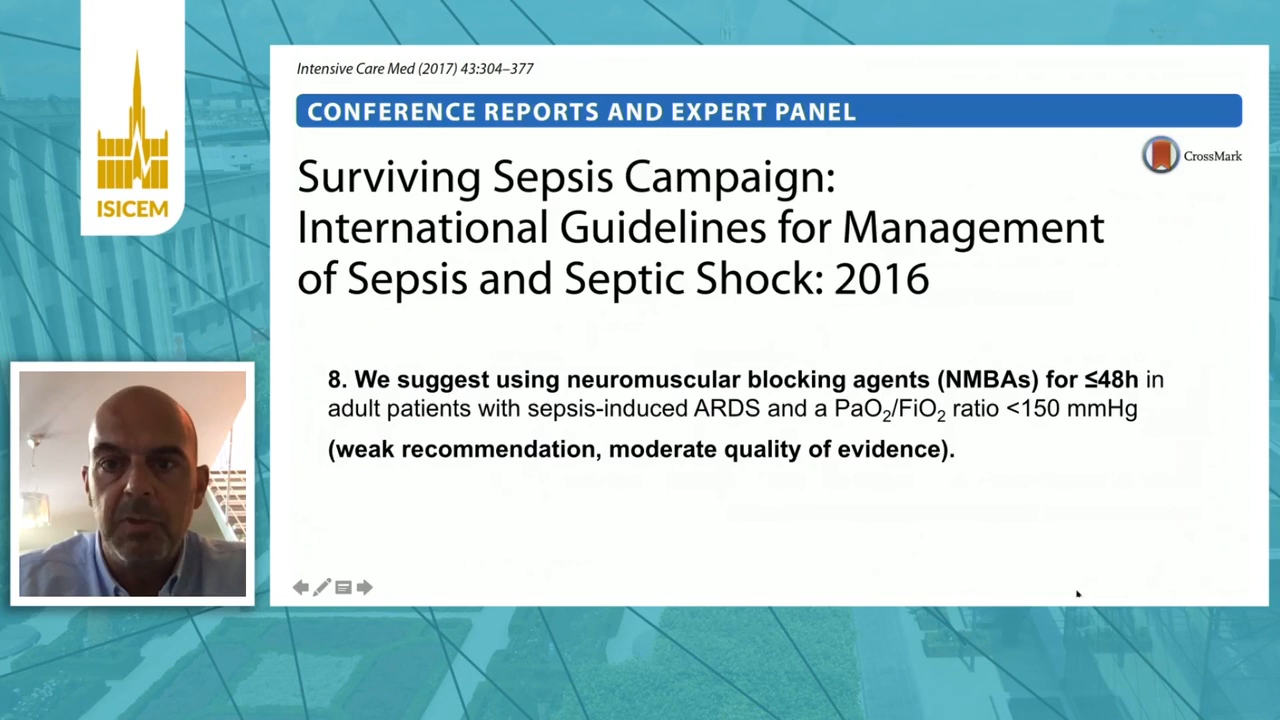 Intensive Care Med (2017) 43:304–377
CONFERENCE REPORTS AND EXPERT PANEL
CrossMark
Surviving Sepsis Campaign:
International Guidelines for Management
of Sepsis and Septic Shock: 2016
ISICEM
8. We suggest using neuromuscular blocking agents (NMBAs) for ≤48h in
adult patients with sepsis-induced ARDS and a PaO₂/FiO₂ ratio <150 mmHg
(weak recommendation, moderate quality of evidence).